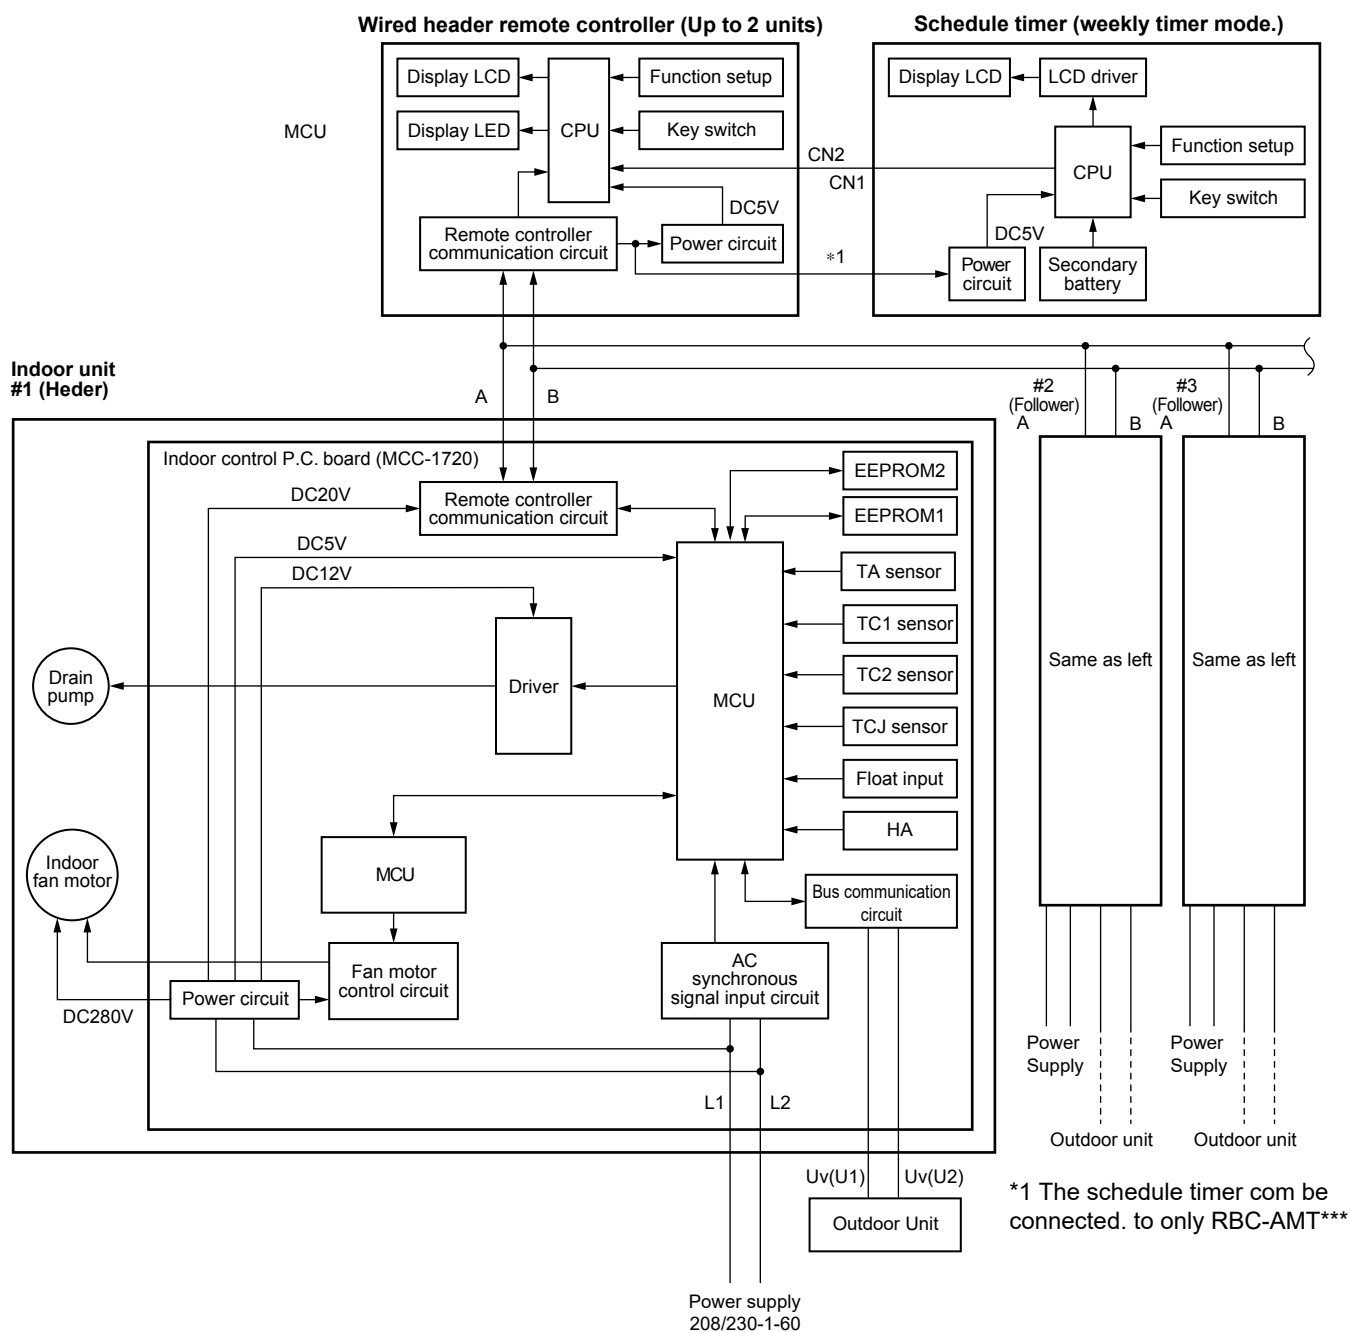 Wired header remote controller (Up to 2 units)
Schedule timer (weekly timer mode.)
Display LCD
CPU
Function setup
Display LED
Key switch
MCU
Remote controller
communication circuit
Power circuit
DC5V
CN2
CN1
*1
Display LCD
LCD driver
CPU
Function setup
Key switch
DC5V
Power
circuit
Secondary
battery
Indoor unit
#1 (Heder)
A
B
#2
(Follower)
A
B
#3
(Follower)
A
B
Indoor control P.C. board (MCC-1720)
DC20V
Remote controller
communication circuit
DC5V
DC12V
EEPROM2
EEPROM1
TA sensor
TC1 sensor
TC2 sensor
TCJ sensor
Float input
HA
Drain
pump
Driver
MCU
Same as left
Same as left
Indoor
fan motor
MCU
Bus communication
circuit
Fan motor
control circuit
AC
synchronous
signal input circuit
Power circuit
DC280V
L1
L2
Power
Supply
Power
Supply
Outdoor unit
Outdoor unit
Uv(U1)
Uv(U2)
Outdoor Unit
*1 The schedule timer com be
connected. to only RBC-AMT***
Power supply
208/230-1-60